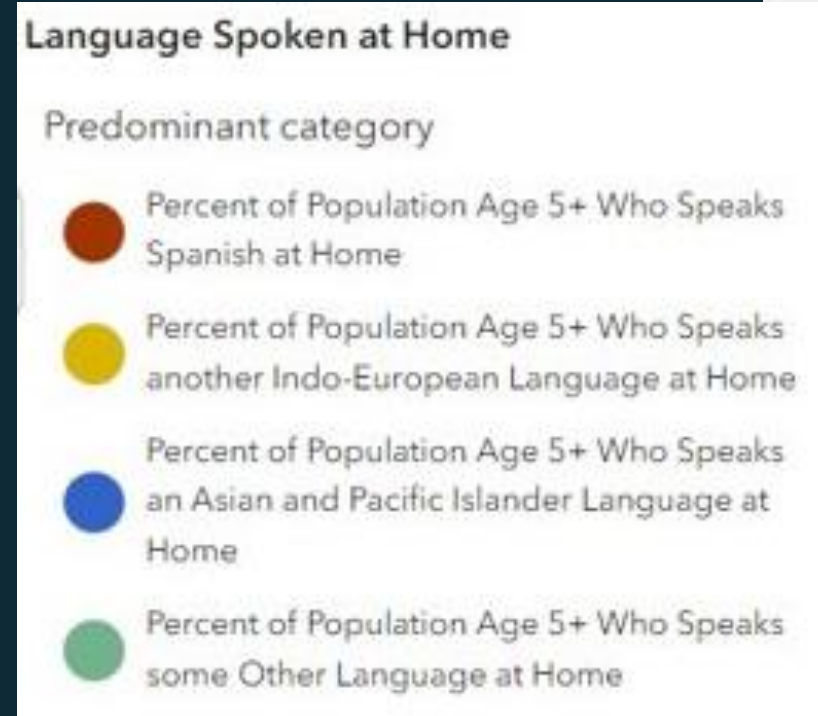 Language Spoken at Home
Predominant category
Percent of Population Age 5+ Who Speaks
Spanish at Home
Percent of Population Age 5+ Who Speaks
another Indo-European Language at Home
Percent of Population Age 5+ Who Speaks
an Asian and Pacific Islander Language at
Home
Percent of Population Age 5+ Who Speaks
some Other Language at Home